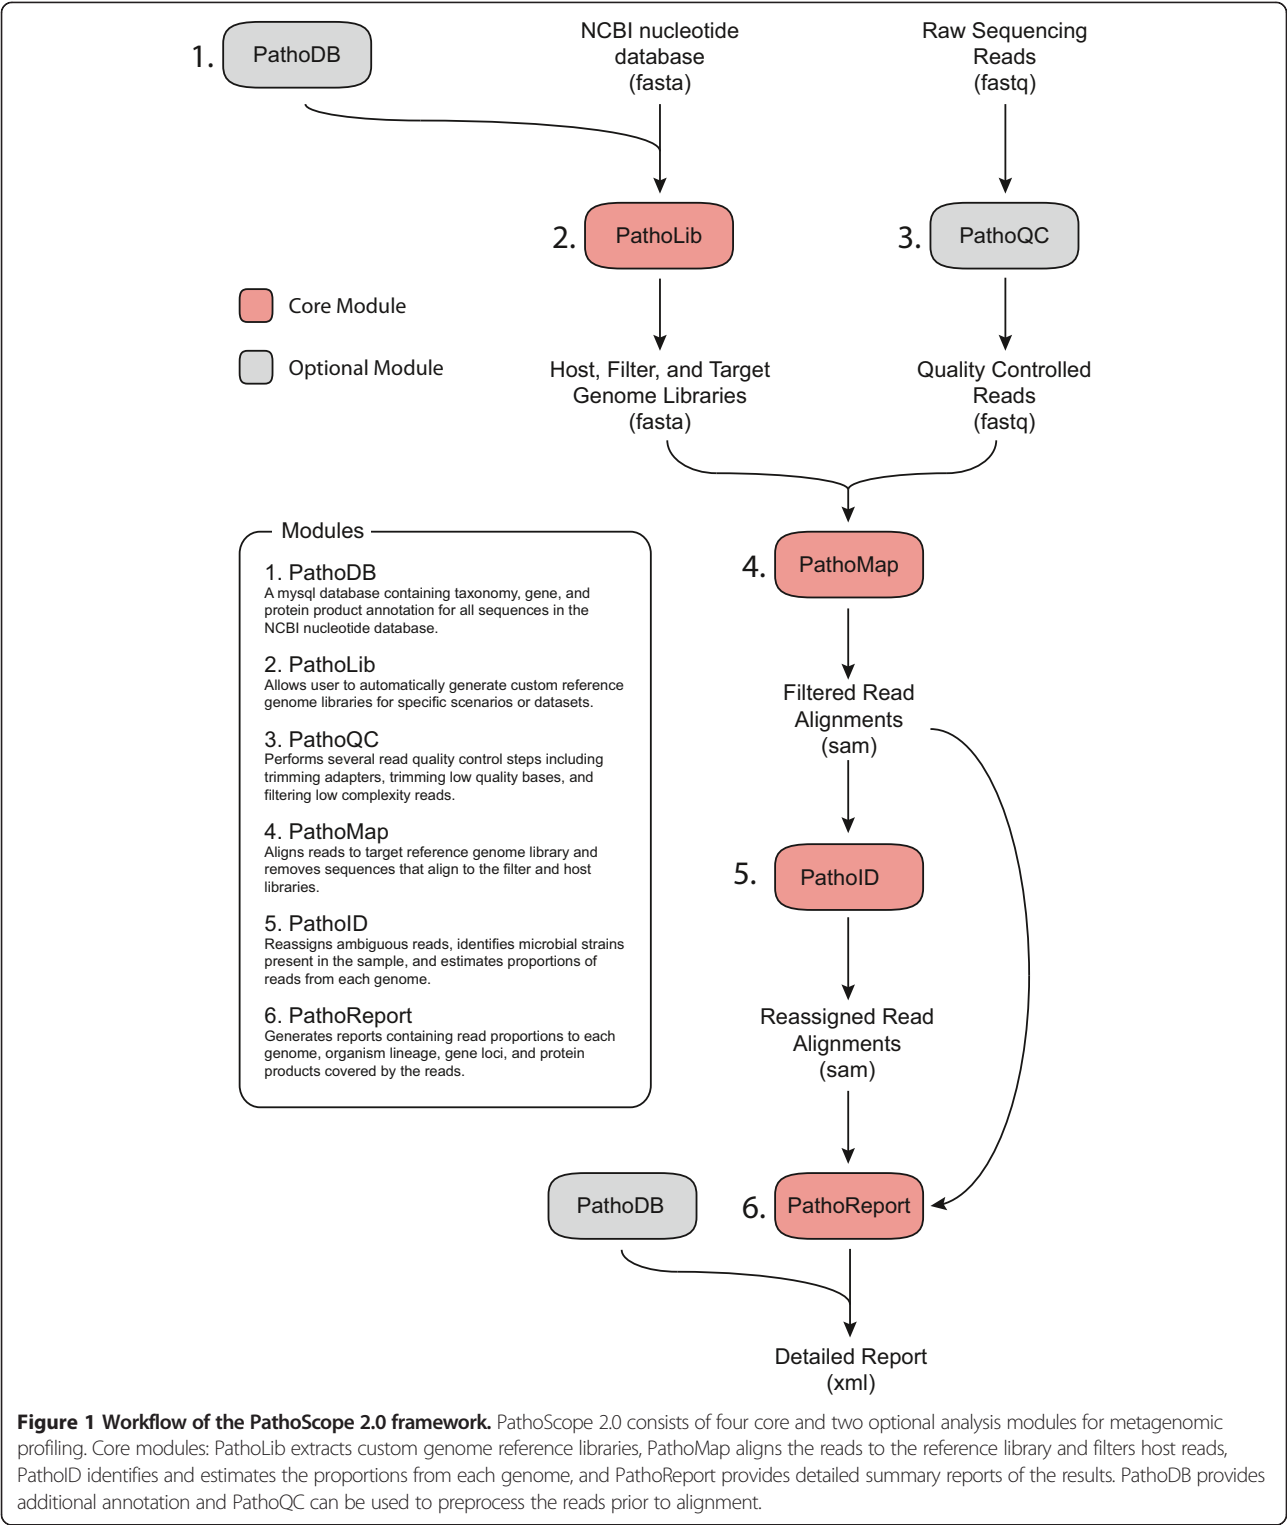 1.
PathoDB
NCBI nucleotide
database
(fasta)
Raw Sequencing
Reads
(fastq)
2.
PathoLib
3.
PathoQC
Core Module
Optional Module
Host, Filter, and Target
Genome Libraries
(fasta)
Quality Controlled
Reads
(fastq)
Modules
1. PathoDB
A mysql database containing taxonomy, gene, and
protein product annotation for all sequences in the
NCBI nucleotide database.
2. PathoLib
Allows user to automatically generate custom reference
genome libraries for specific scenarios or datasets.
3. PathoQC
Performs several read quality control steps including
trimming adapters, trimming low quality bases, and
filtering low complexity reads.
4. PathoMap
Aligns reads to target reference genome library and
removes sequences that align to the filter and host
libraries.
5. PathoID
Reassigns ambiguous reads, identifies microbial strains
present in the sample, and estimates proportions of
reads from each genome.
6. PathoReport
Generates reports containing read proportions to each
genome, organism lineage, gene loci, and protein
products covered by the reads.
4.
PathoMap
Filtered Read
Alignments
(sam)
5.
PathoID
Reassigned Read
Alignments
(sam)
PathoDB
6.
PathoReport
Detailed Report
(xml)
Figure 1 Workflow of the PathoScope 2.0 framework. PathoScope 2.0 consists of four core and two optional analysis modules for metagenomic
profiling. Core modules: PathoLib extracts custom genome reference libraries, PathoMap aligns the reads to the reference library and filters host reads,
PathoID identifies and estimates the proportions from each genome, and PathoReport provides detailed summary reports of the results. PathoDB provides
additional annotation and PathoQC can be used to preprocess the reads prior to alignment.